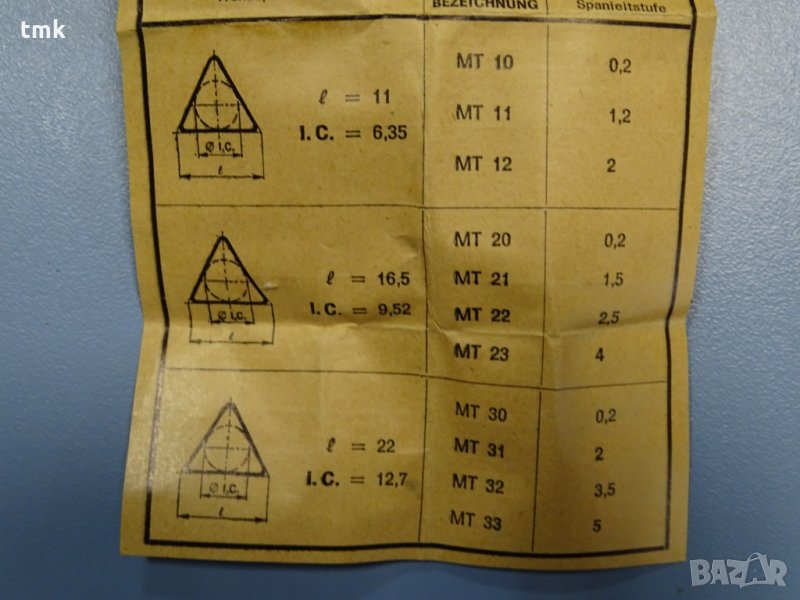 tmk
BEZEICHNUNG Spanleitstufe
ℓ = 11
I.C. = 6,35
Ø I.C.
ℓ
MT 10 0,2
MT 11 1,2
MT 12 2
ℓ = 16,5
I.C. = 9,52
Ø I.C.
ℓ
MT 20 0,2
MT 21 1,5
MT 22 2,5
MT 23 4
ℓ = 22
I.C. = 12,7
Ø I.C.
ℓ
MT 30 0,2
MT 31 2
MT 32 3,5
MT 33 5
BAZAR